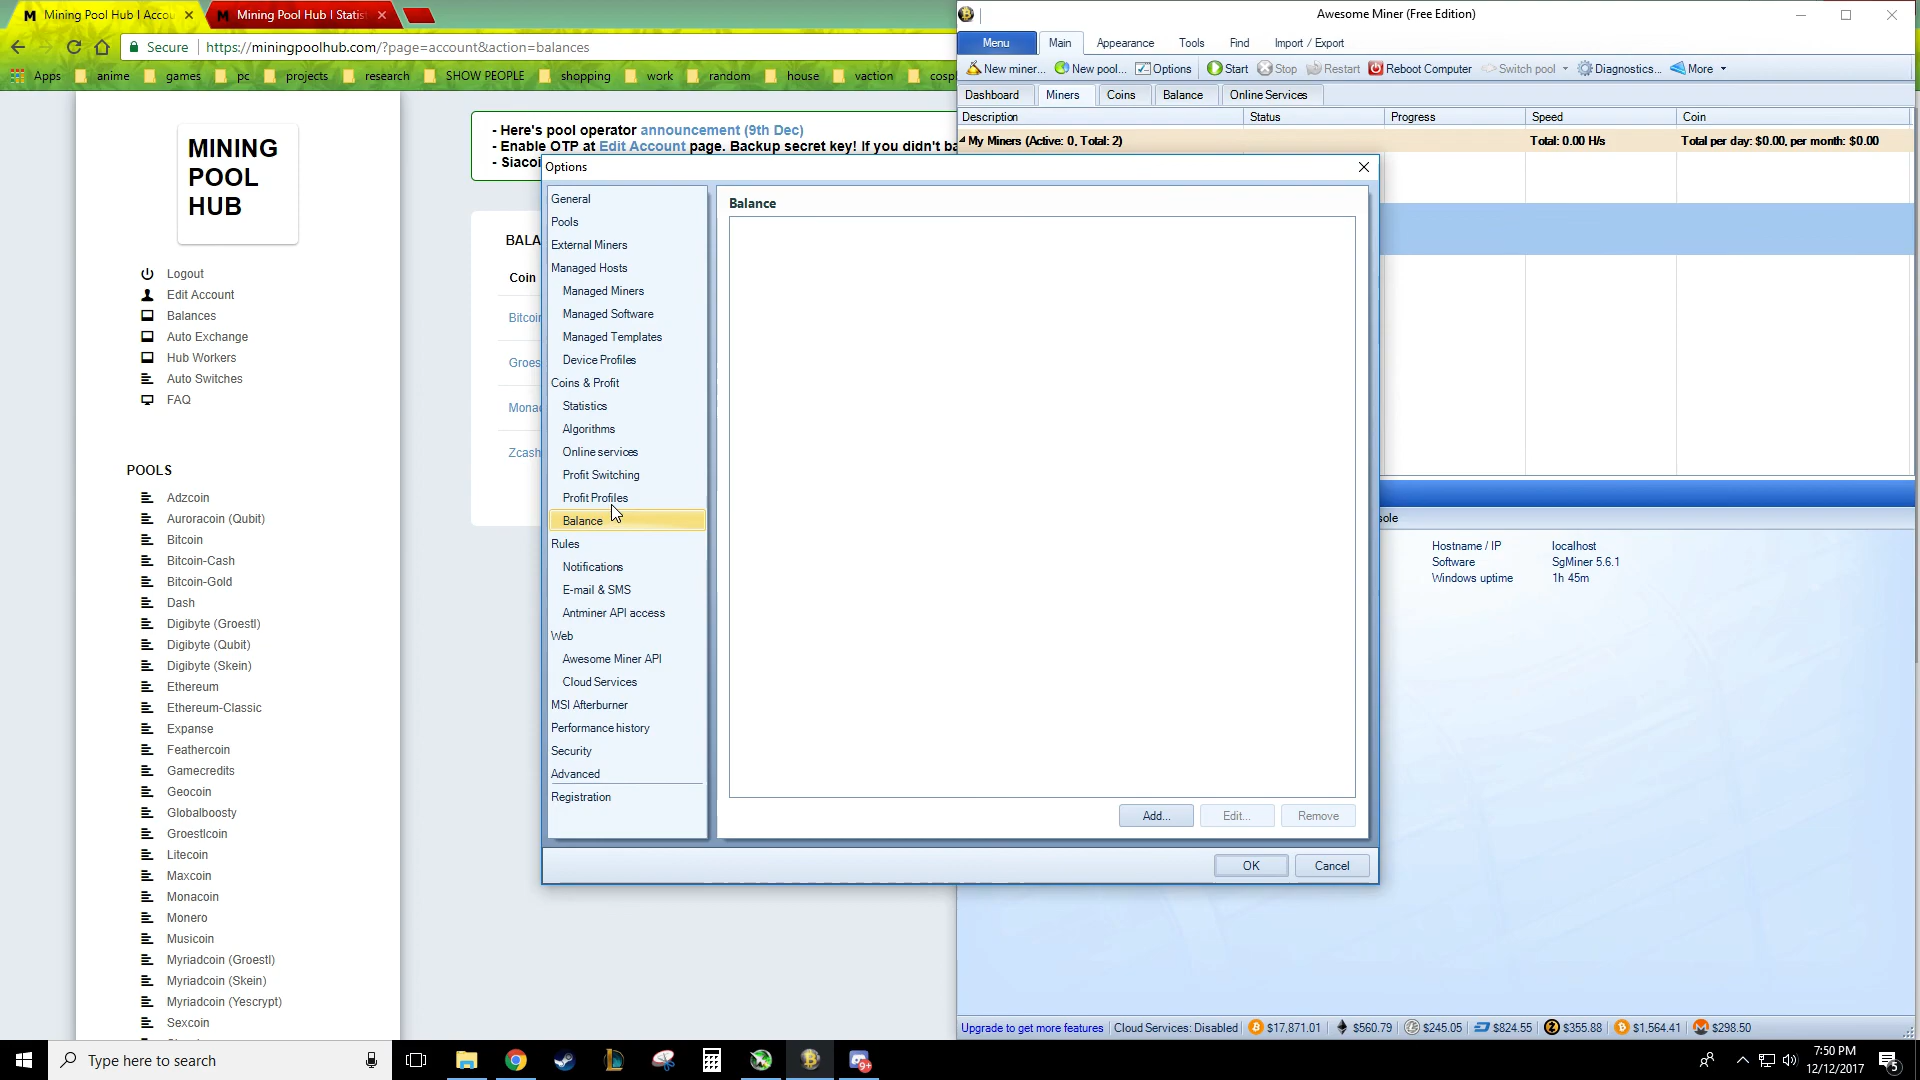 Mining Pool Hub | Accou
Mining Pool Hub | Statist
Secure
https://miningpoolhub.com/?page=account&action=balances
Apps
anime
games
pc
projects
research
SHOW PEOPLE
shopping
work
random
house
vaction
cosp
MINING
POOL
HUB
Logout
Edit Account
Balances
Auto Exchange
Hub Workers
Auto Switches
FAQ
POOLS
Adzcoin
Auroracoin (Qubit)
Bitcoin
Bitcoin-Cash
Bitcoin-Gold
Dash
Digibyte (Groestl)
Digibyte (Qubit)
Digibyte (Skein)
Ethereum
Ethereum-Classic
Expanse
Feathercoin
Gamecredits
Geocoin
Globalboosty
Groestlcoin
Litecoin
Maxcoin
Monacoin
Monero
Musicoin
Myriadcoin (Groestl)
Myriadcoin (Skein)
Myriadcoin (Yescrypt)
Sexcoin
- Here's pool operator announcement (9th Dec)
- Enable OTP at Edit Account page. Backup secret key! If you didn't ba
- Siacoi
BALA
Coin
Bitcoin
Groes
Monac
Zcash
Awesome Miner (Free Edition)
Menu
Main
Appearance
Tools
Find
Import / Export
New miner...
New pool...
Options
Start
Stop
Restart
Reboot Computer
Switch pool
Diagnostics...
More
Dashboard
Miners
Coins
Balance
Online Services
Description
Status
Progress
Speed
Coin
My Miners (Active: 0, Total: 2)
Total: 0.00 H/s
Total per day: $0.00, per month: $0.00
Options
General
Pools
External Miners
Managed Hosts
Managed Miners
Managed Software
Managed Templates
Device Profiles
Coins & Profit
Statistics
Algorithms
Online services
Profit Switching
Profit Profiles
Balance
Rules
Notifications
E-mail & SMS
Antminer API access
Web
Awesome Miner API
Cloud Services
MSI Afterburner
Performance history
Security
Advanced
Registration
Balance
Add...
Edit...
Remove
OK
Cancel
sole
Hostname / IP
localhost
Software
SgMiner 5.6.1
Windows uptime
1h 45m
Upgrade to get more features
Cloud Services: Disabled
$17,871.01
$560.79
$245.05
$824.55
$355.88
$1,564.41
$298.50
Type here to search
9+
7:50 PM
12/12/2017
5